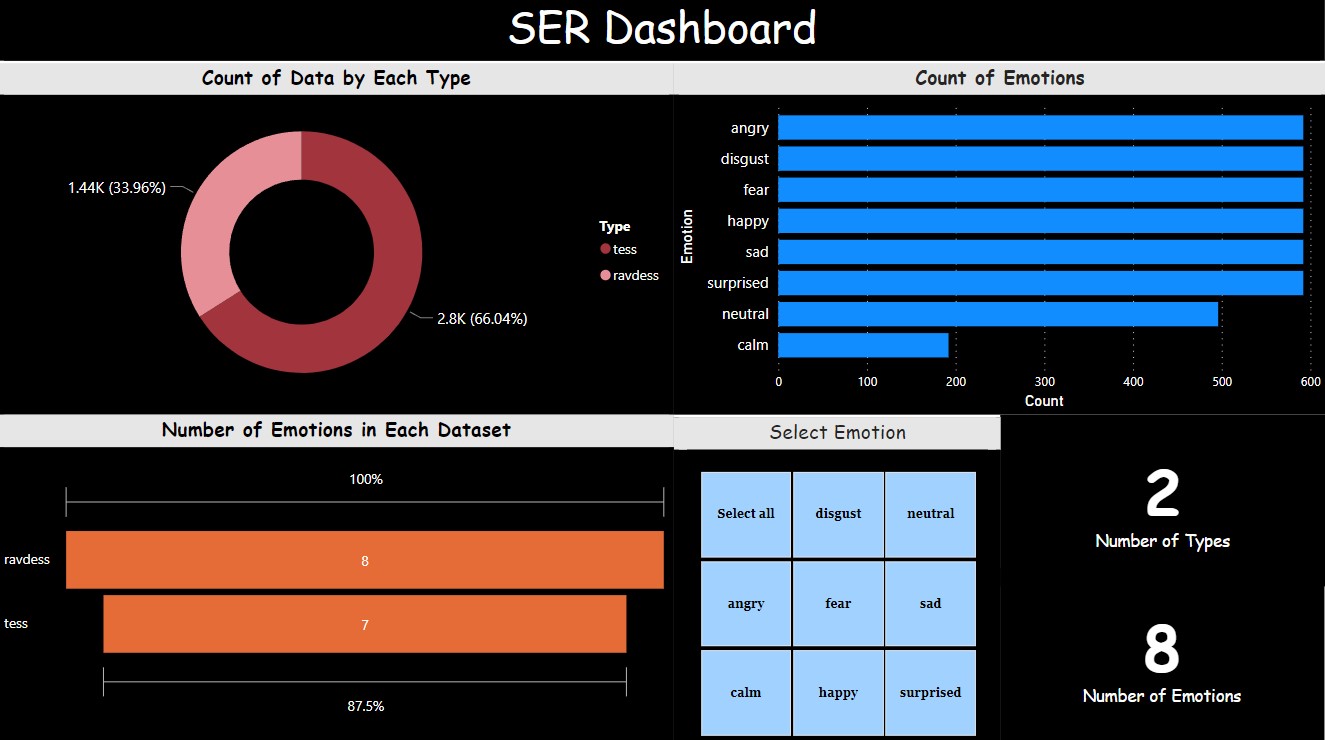 SER Dashboard
Count of Data by Each Type
1.44K (33.96%)
2.8K (66.04%)
Type
tess
ravdess
Count of Emotions
Emotion
angry
disgust
fear
happy
sad
surprised
neutral
calm
0 100 200 300 400 500 600
Count
Number of Emotions in Each Dataset
100%
ravdess 8
tess 7
87.5%
Select Emotion
Select all disgust neutral
angry fear sad
calm happy surprised
2
Number of Types
8
Number of Emotions